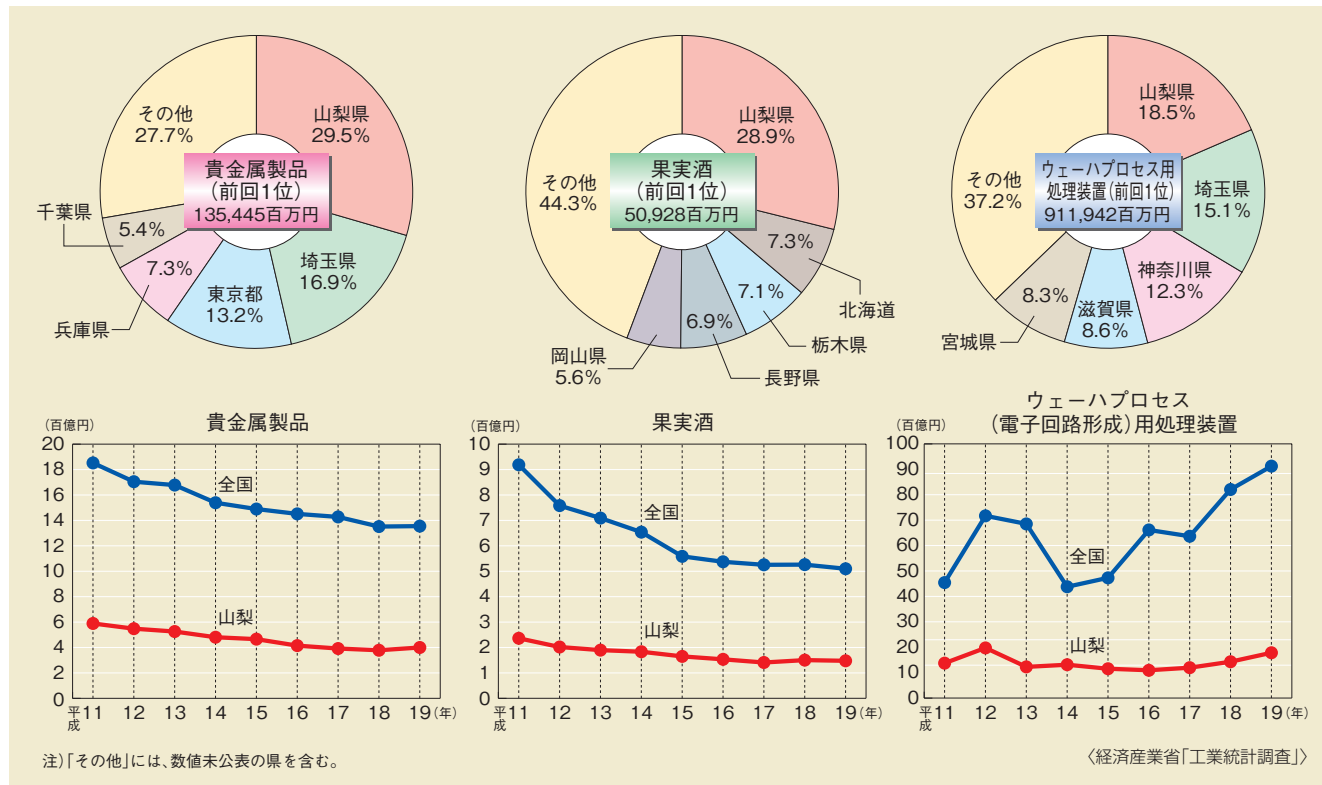 山梨県
29.5%
埼玉県
16.9%
東京都
13.2%
7.3%
兵庫県
5.4%
千葉県
その他
27.7%
貴金属製品
(前回1位)
135,445百万円
山梨県
28.9%
7.3%
北海道
7.1%
栃木県
6.9%
長野県
岡山県
5.6%
その他
44.3%
果実酒
(前回1位)
50,928百万円
山梨県
18.5%
埼玉県
15.1%
神奈川県
12.3%
滋賀県
8.6%
8.3%
宮城県
その他
37.2%
ウェーハプロセス用
処理装置(前回1位)
911,942百万円
貴金属製品
(百億円)
20
18
16
14
12
10
8
6
4
2
0
全国
山梨
平成11 12 13 14 15 16 17 18 19(年)
果実酒
(百億円)
10
9
8
7
6
5
4
3
2
1
0
全国
山梨
平成11 12 13 14 15 16 17 18 19(年)
ウェーハプロセス
(電子回路形成)用処理装置
(百億円)
100
90
80
70
60
50
40
30
20
10
0
全国
山梨
平成11 12 13 14 15 16 17 18 19(年)
注)「その他」には、数値未公表の県を含む。
〈経済産業省「工業統計調査」〉